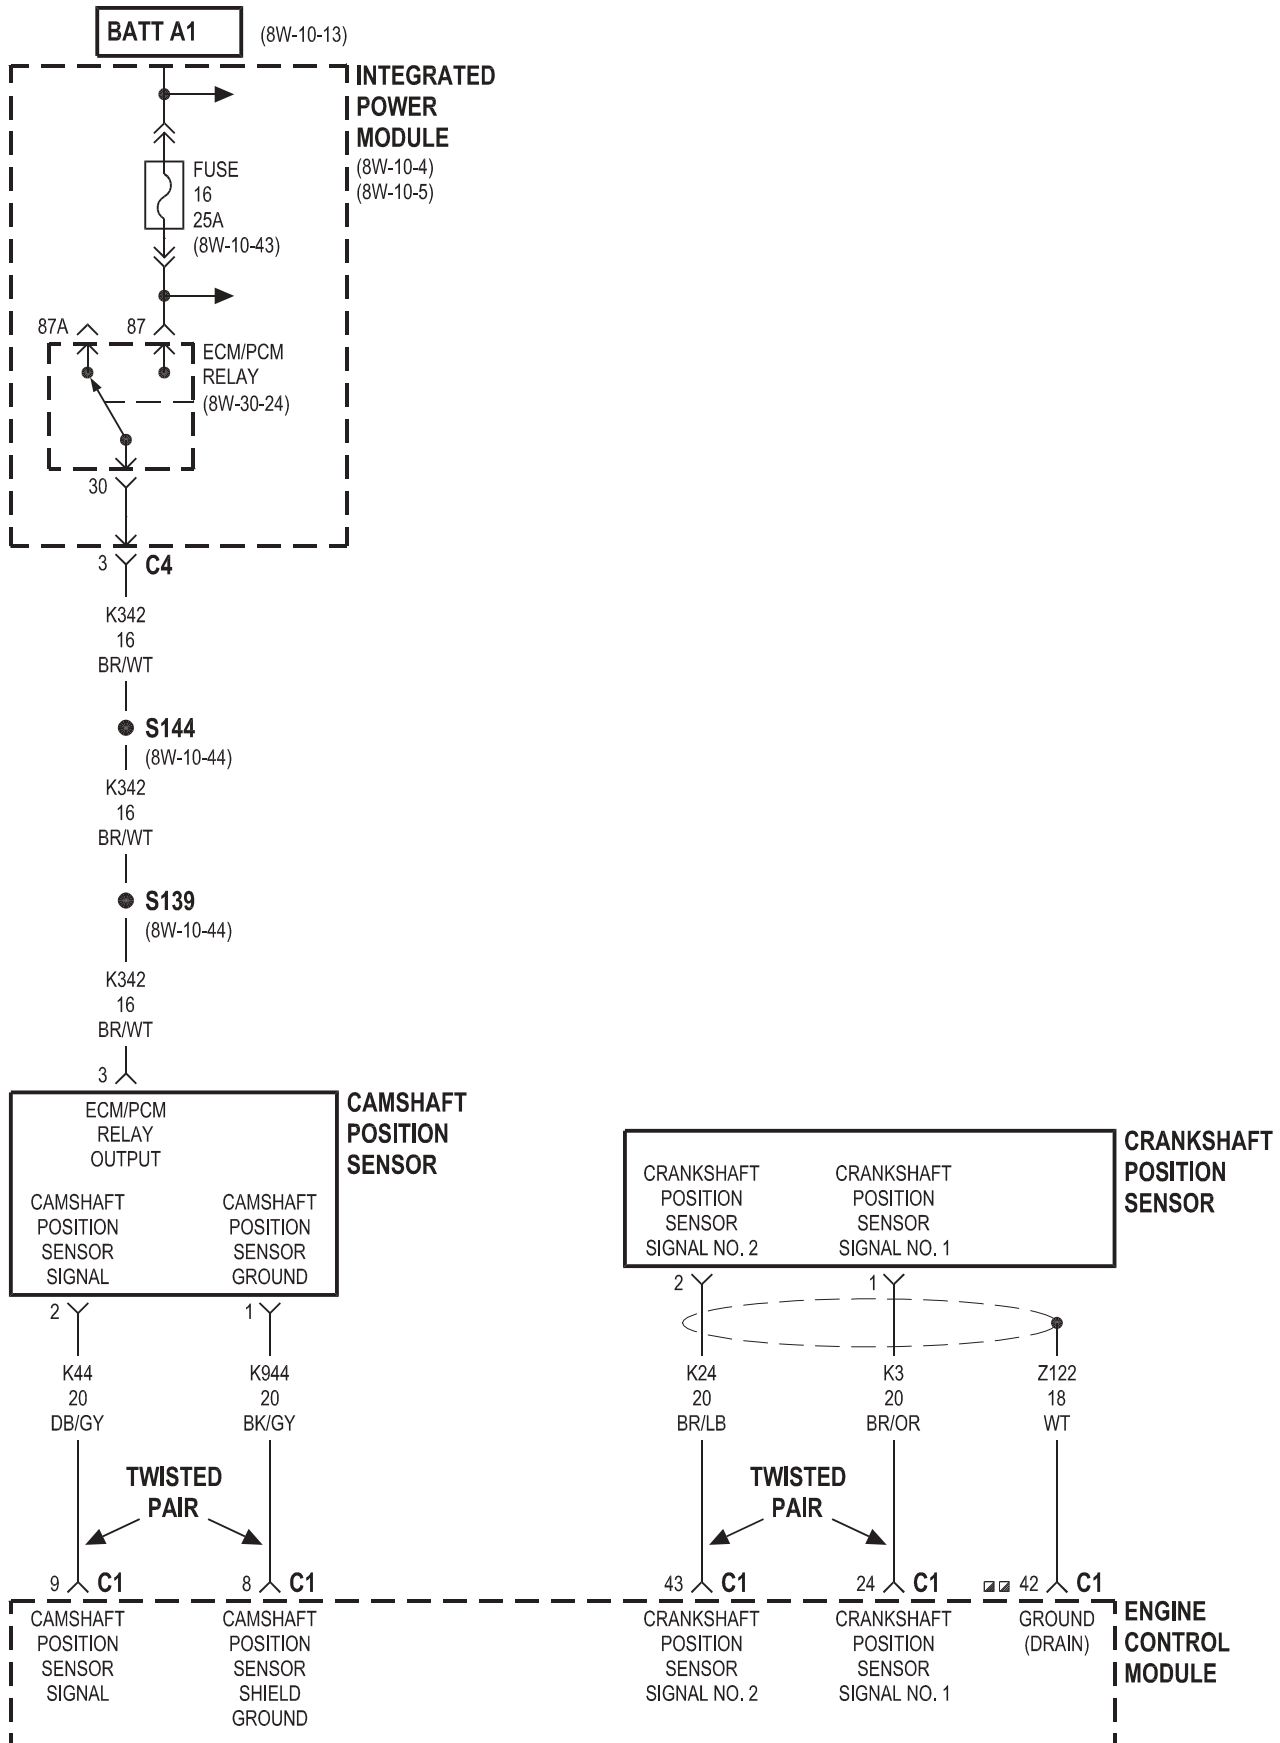 BATT A1
(8W-10-13)
INTEGRATED
POWER
MODULE
(8W-10-4)
(8W-10-5)
FUSE
16
25A
(8W-10-43)
87A
87
ECM/PCM
RELAY
(8W-30-24)
30
3
C4
K342
16
BR/WT
S144
(8W-10-44)
K342
16
BR/WT
S139
(8W-10-44)
K342
16
BR/WT
3
ECM/PCM
RELAY
OUTPUT
CAMSHAFT
POSITION
SENSOR
CAMSHAFT
POSITION
SENSOR
SIGNAL
CAMSHAFT
POSITION
SENSOR
GROUND
CRANKSHAFT
POSITION
SENSOR
SIGNAL NO. 2
CRANKSHAFT
POSITION
SENSOR
SIGNAL NO. 1
CRANKSHAFT
POSITION
SENSOR
2
1
2
1
K44
20
DB/GY
K944
20
BK/GY
K24
20
BR/LB
K3
20
BR/OR
Z122
18
WT
TWISTED
PAIR
TWISTED
PAIR
9
C1
8
C1
43
C1
24
C1
42
C1
CAMSHAFT
POSITION
SENSOR
SIGNAL
CAMSHAFT
POSITION
SENSOR
SHIELD
GROUND
CRANKSHAFT
POSITION
SENSOR
SIGNAL NO. 2
CRANKSHAFT
POSITION
SENSOR
SIGNAL NO. 1
GROUND
(DRAIN)
ENGINE
CONTROL
MODULE